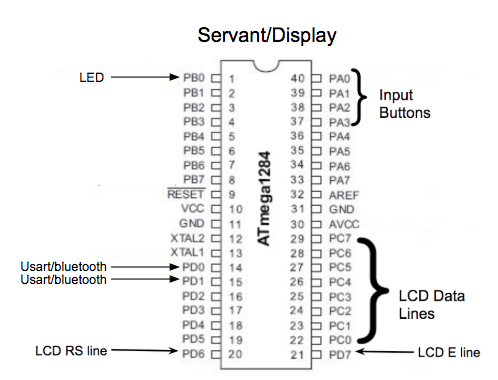 Servant/Display
LED PB0 1 40 PA0
PB1 2 39 PA1 Input
PB2 3 38 PA2 Buttons
PB3 4 37 PA3
PB4 5 36 PA4
PB5 6 35 PA5
PB6 7 34 PA6
PB7 8 33 PA7
RESET 9 32 AREF
VCC 10 31 GND
GND 11 30 AVCC
XTAL2 12 29 PC7
XTAL1 13 28 PC6
Usart/bluetooth PD0 14 27 PC5
Usart/bluetooth PD1 15 26 PC4 LCD Data
PD2 16 25 PC3 Lines
PD3 17 24 PC2
PD4 18 23 PC1
PD5 19 22 PC0
LCD RS line PD6 20 21 PD7 LCD E line
ATmega1284